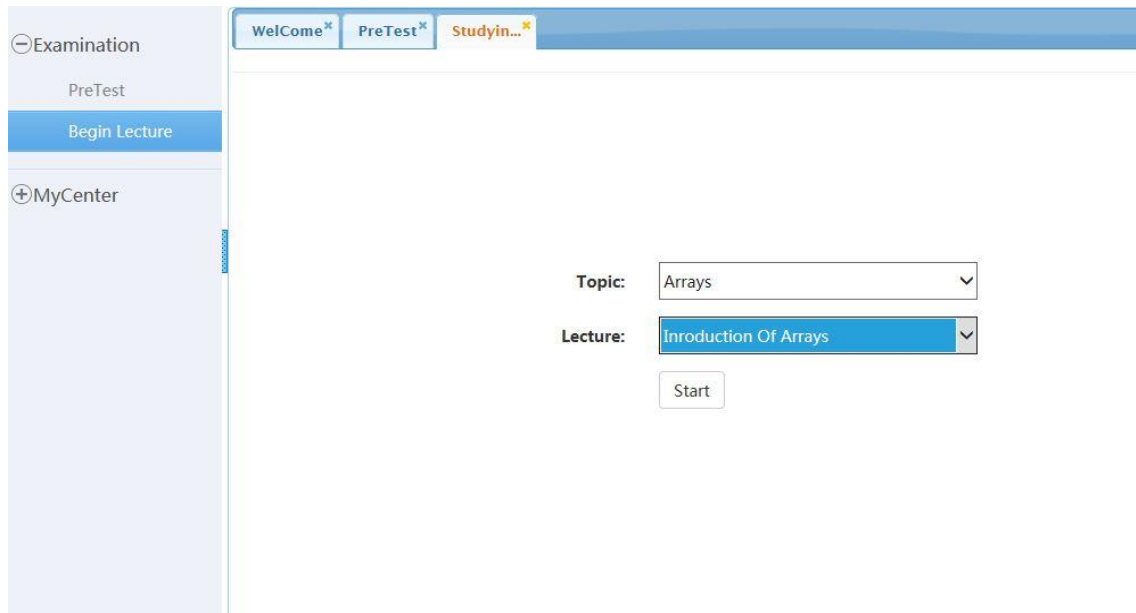 Examination
PreTest
Begin Lecture
MyCenter
WelCome PreTest Studyin...
Topic: Arrays
Lecture: Inroduction Of Arrays
Start